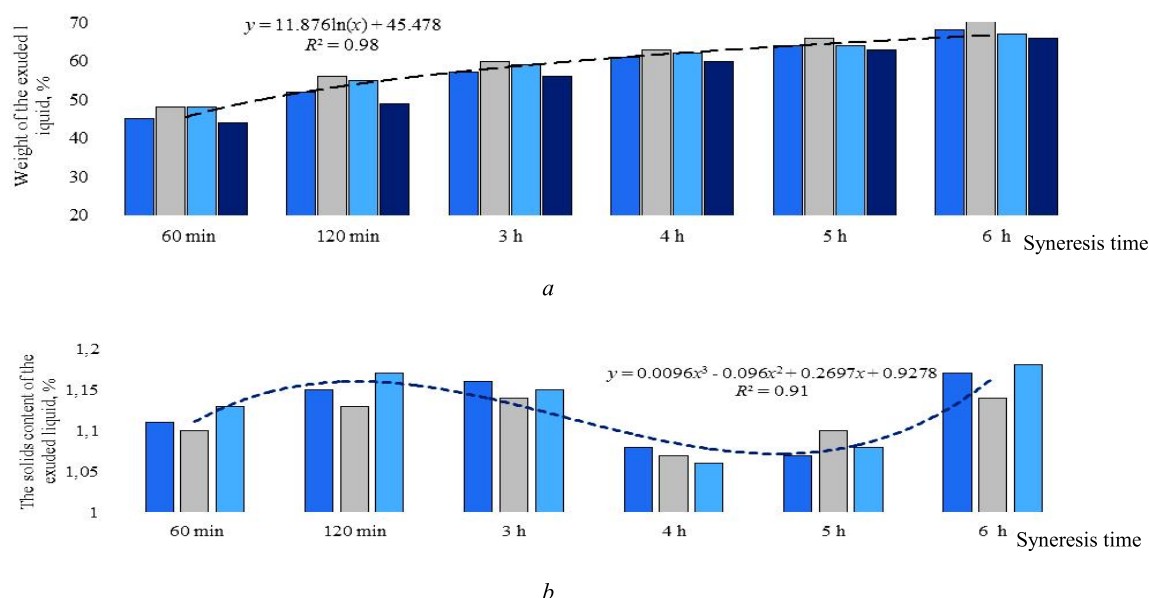 70
60
50
40
30
20
Weight of the exuded l
iquid, %
y = 11.876ln(x) + 45.478
R² = 0.98
60 min
120 min
3 h
4 h
5 h
6 h
Syneresis time
a
1,2
1,15
1,1
1,05
1
The solids content of the
exuded liquid, %
y = 0.0096x³ - 0.096x² + 0.2697x + 0.9278
R² = 0.91
60 min
120 min
3 h
4 h
5 h
6 h
Syneresis time
b